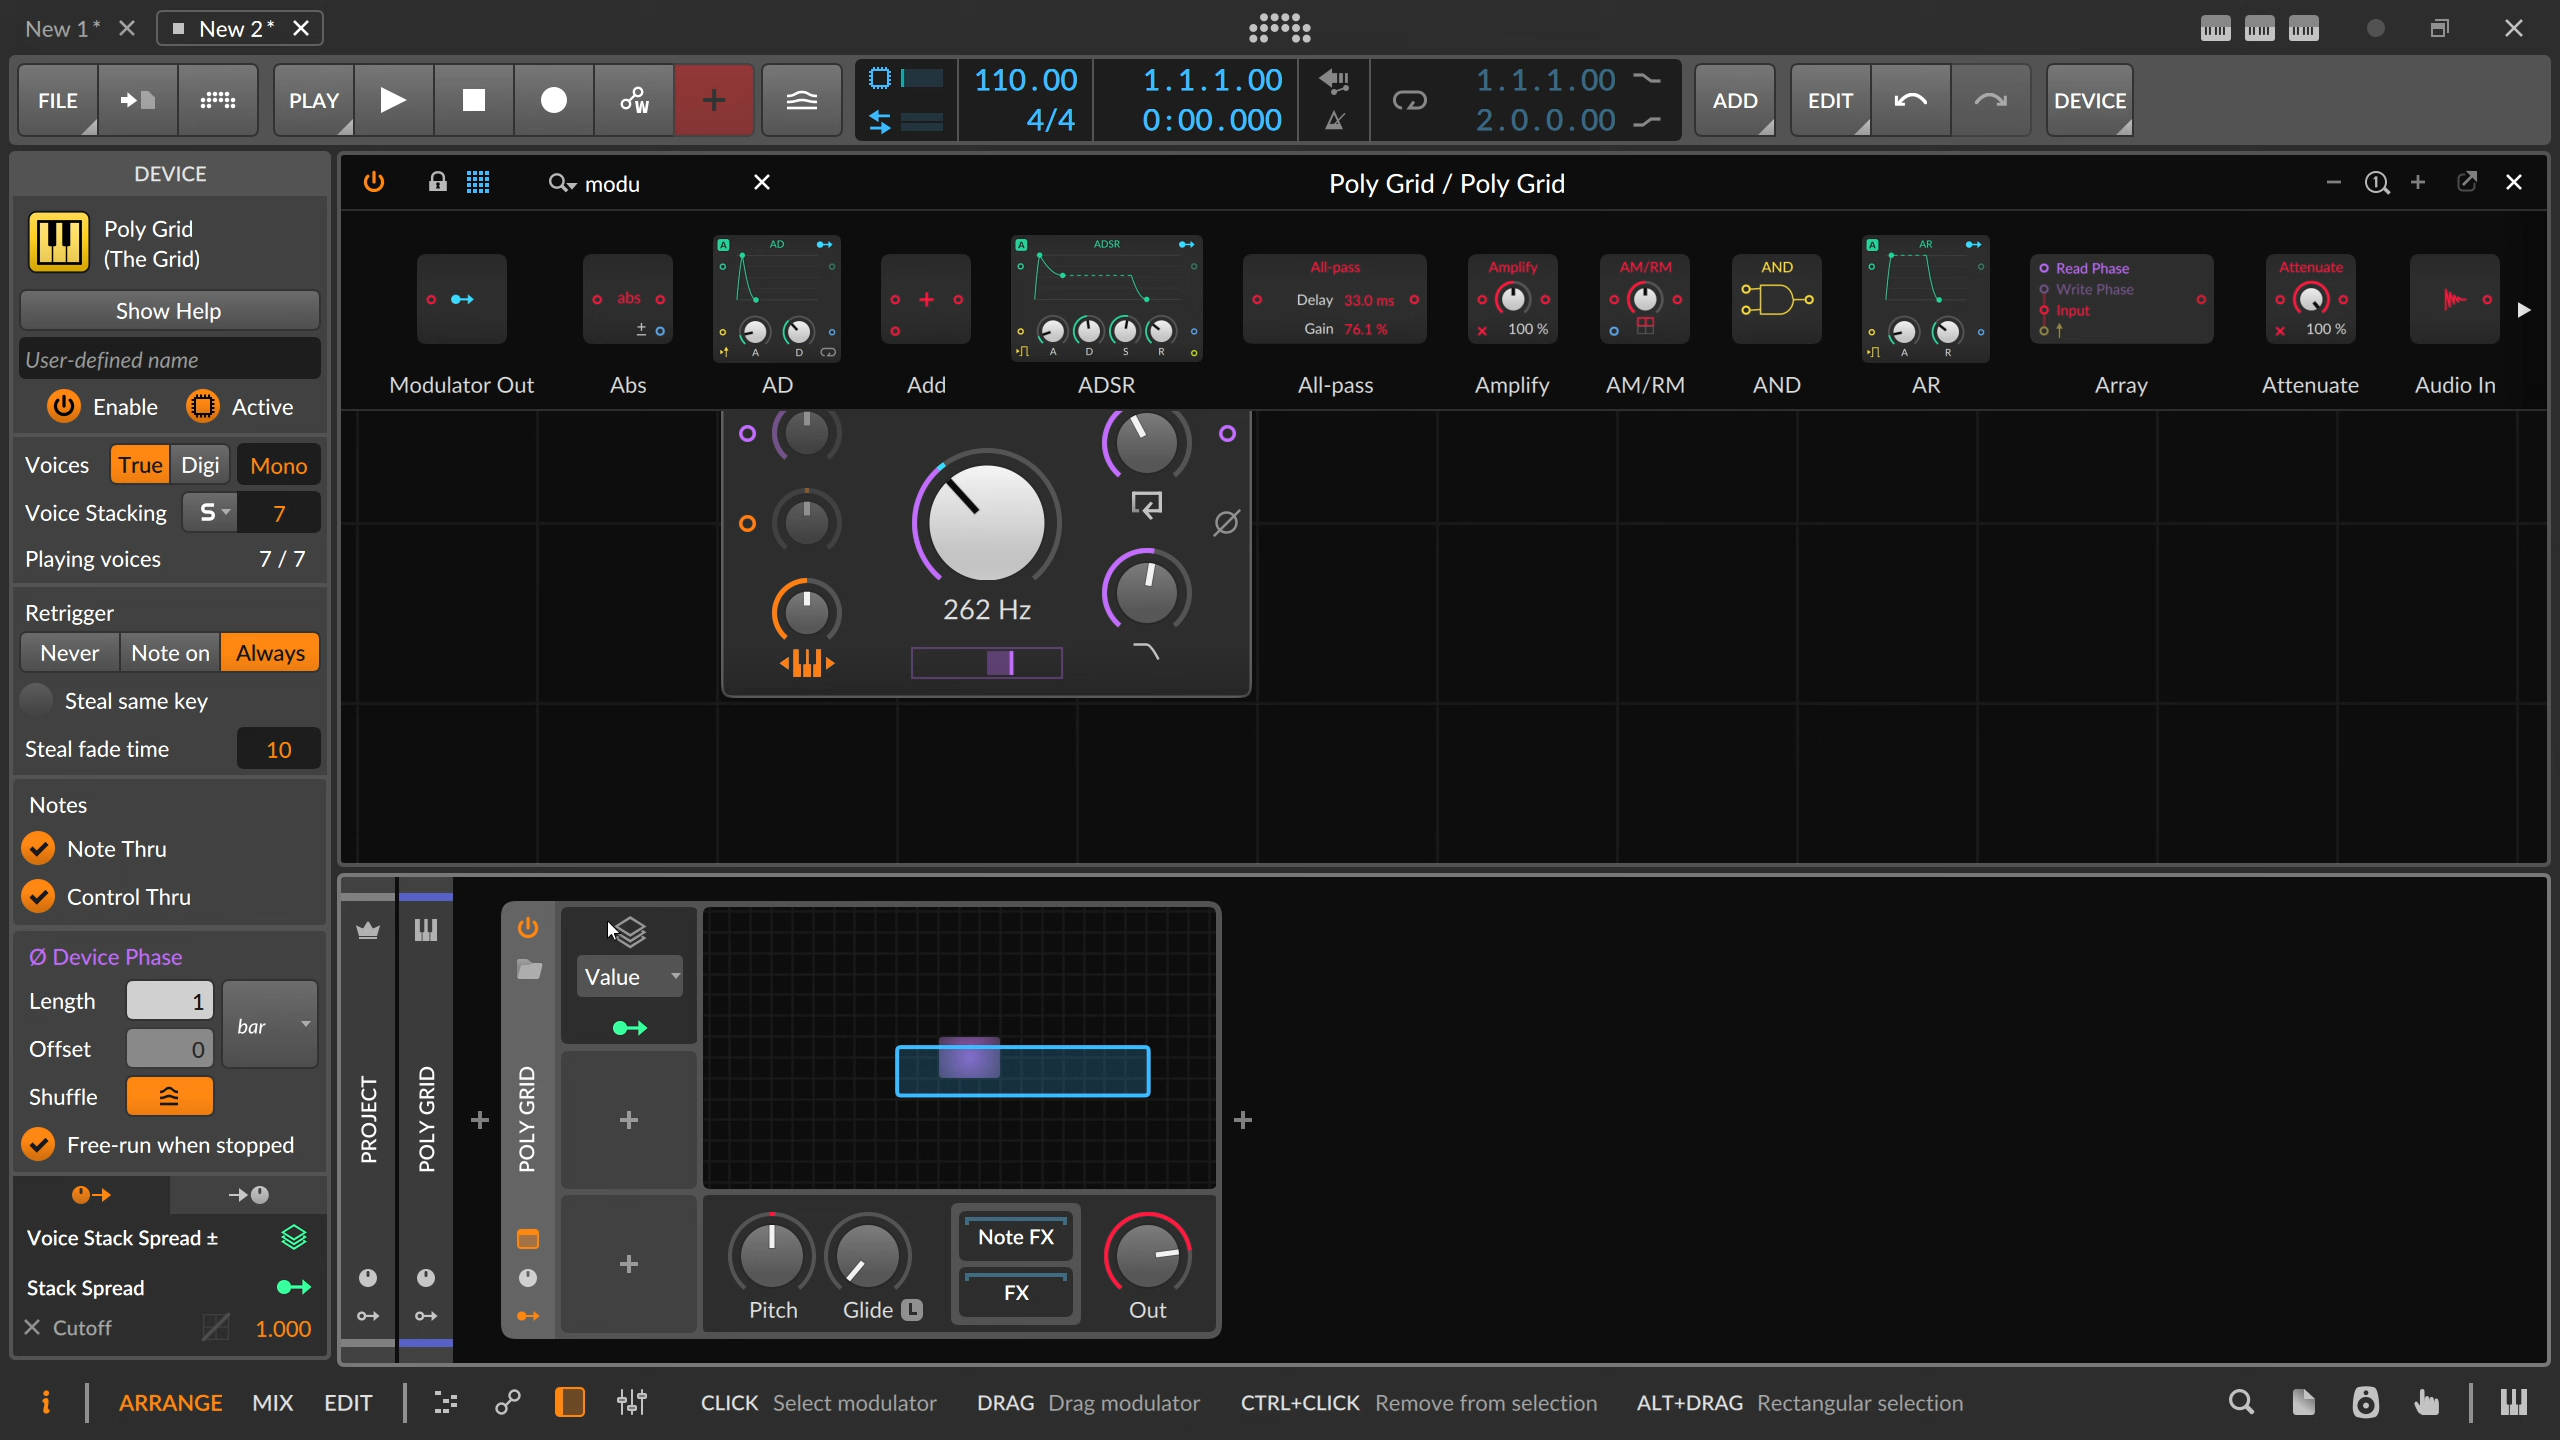 New 1*
New 2*
FILE
PLAY
W
110.00
4/4
1.1.1.00
0:00.000
1.1.1.00
2.0.0.00
ADD
EDIT
DEVICE
DEVICE
Poly Grid
(The Grid)
Show Help
User-defined name
Enable
Active
Voices
True
Digi
Mono
Voice Stacking
S
7
Playing voices
7 / 7
Retrigger
Never
Note on
Always
Steal same key
Steal fade time
10
Notes
Note Thru
Control Thru
Ø Device Phase
Length
1
bar
Offset
0
Shuffle
Free-run when stopped
Voice Stack Spread ±
Stack Spread
Cutoff
1.000
modu
Poly Grid / Poly Grid
1
Modulator Out
abs
±
Abs
A
AD
A
D
AD
+
Add
A
ADSR
A
D
S
R
ADSR
All-pass
Delay 33.0 ms
Gain 76.1 %
All-pass
Amplify
100 %
Amplify
AM/RM
AM/RM
AND
AND
A
AR
A
R
AR
Read Phase
Write Phase
Input
Array
Attenuate
100 %
Attenuate
Audio In
262 Hz
PROJECT
POLY GRID
POLY GRID
Value
Pitch
Glide
L
Note FX
FX
Out
i
ARRANGE
MIX
EDIT
CLICK Select modulator
DRAG Drag modulator
CTRL+CLICK Remove from selection
ALT+DRAG Rectangular selection